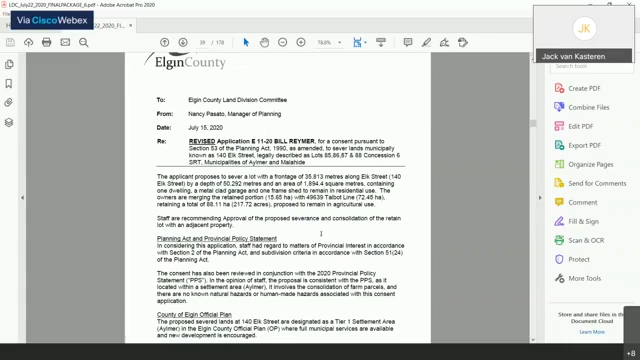 LOC_July22_2020_FINALPACKAGE_6.pdf - Adobe Acrobat Pro 2020
Via Cisco Webex
39 / 178
78.8%
JK
Jack van Kasteren
Search tools
Create PDF
Combine Files
Edit PDF
Export PDF
Organize Pages
Send for Comments
Comment
Fill & Sign
Scan & OCR
Protect
More Tools
Store and share files in the
Document Cloud
Learn More
+8
ElginCounty
To: Elgin County Land Division Committee
From: Nancy Pasato, Manager of Planning
Date: July 15, 2020
Re: REVISED Application E 11-20 BILL REYMER, for a consent pursuant to
Section 53 of the Planning Act, 1990, as amended, to sever lands municipally
known as 140 Elk Street, legally described as Lots 85,86,87 & 88 Concession 6
SRT, Municipalities of Aylmer and Malahide
The applicant proposes to sever a lot with a frontage of 35.813 metres along Elk Street (140
Elk Street) by a depth of 50.292 metres and an area of 1,894.4 square metres, containing
one dwelling, a metal clad garage and one frame shed to remain in residential use. The
owners are merging the retained portion (15.65 ha) with 49639 Talbot Line (72.45 ha),
retaining a total of 88.11 ha (217.72 acres), proposed to remain in agricultural use.
Staff are recommending Approval of the proposed severance and consolidation of the retain
lot with an adjacent property.
Planning Act and Provincial Policy Statement
In considering this application, staff had regard to matters of Provincial Interest in accordance
with Section 2 of the Planning Act, and subdivision criteria in accordance with Section 51(24)
of the Planning Act.
The consent has also been reviewed in conjunction with the 2020 Provincial Policy
Statement ("PPS"). In the opinion of staff, the proposal is consistent with the PPS, as it
located within a settlement area (Aylmer), it involves the consolidation of farm parcels, and
there are no known natural hazards or human-made hazards associated with this consent
application.
County of Elgin Official Plan
The proposed severed lands at 140 Elk Street are designated as a Tier 1 Settlement Area
(Aylmer) in the Elgin County Official Plan (OP) where full municipal services are available
and new development is encouraged.